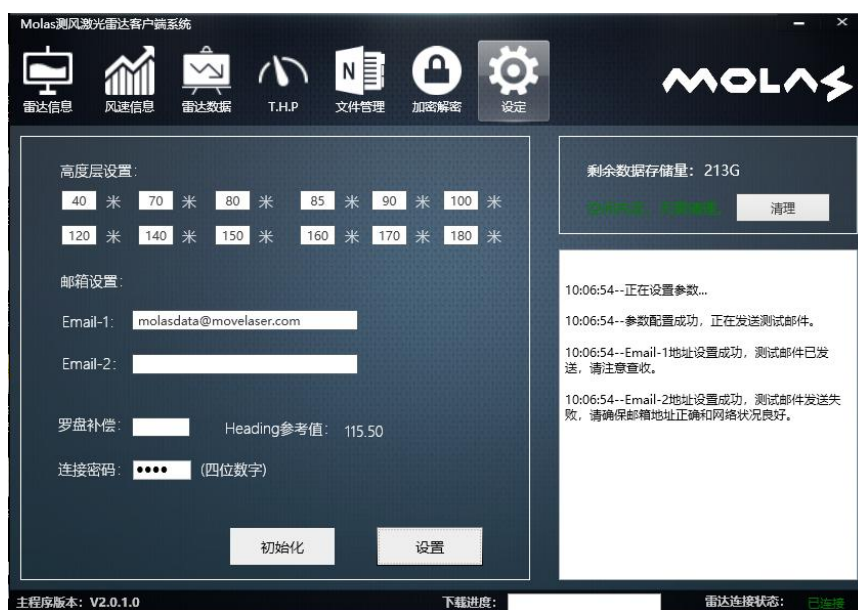 Molas测风激光雷达客户端系统
雷达信息 风速信息 雷达数据 T.H.P 文件管理 加密解密 设定
MOLAS
高度层设置:
40 米 70 米 80 米 85 米 90 米 100 米
120 米 140 米 150 米 160 米 170 米 180 米
邮箱设置:
Email-1: molasdata@movelaser.com
Email-2:
罗盘补偿: Heading参考值: 115.50
连接密码: •••• (四位数字)
初始化 设置
剩余数据存储量: 213G
清理
10:06:54--正在设置参数...
10:06:54--参数配置成功，正在发送测试邮件。
10:06:54--Email-1地址设置成功，测试邮件已发
送，请注意查收。
10:06:54--Email-2地址设置成功，测试邮件发送失
败，请确保邮箱地址正确和网络状况良好。
主程序版本: V2.0.1.0 下载进度: 雷达连接状态: 已连接